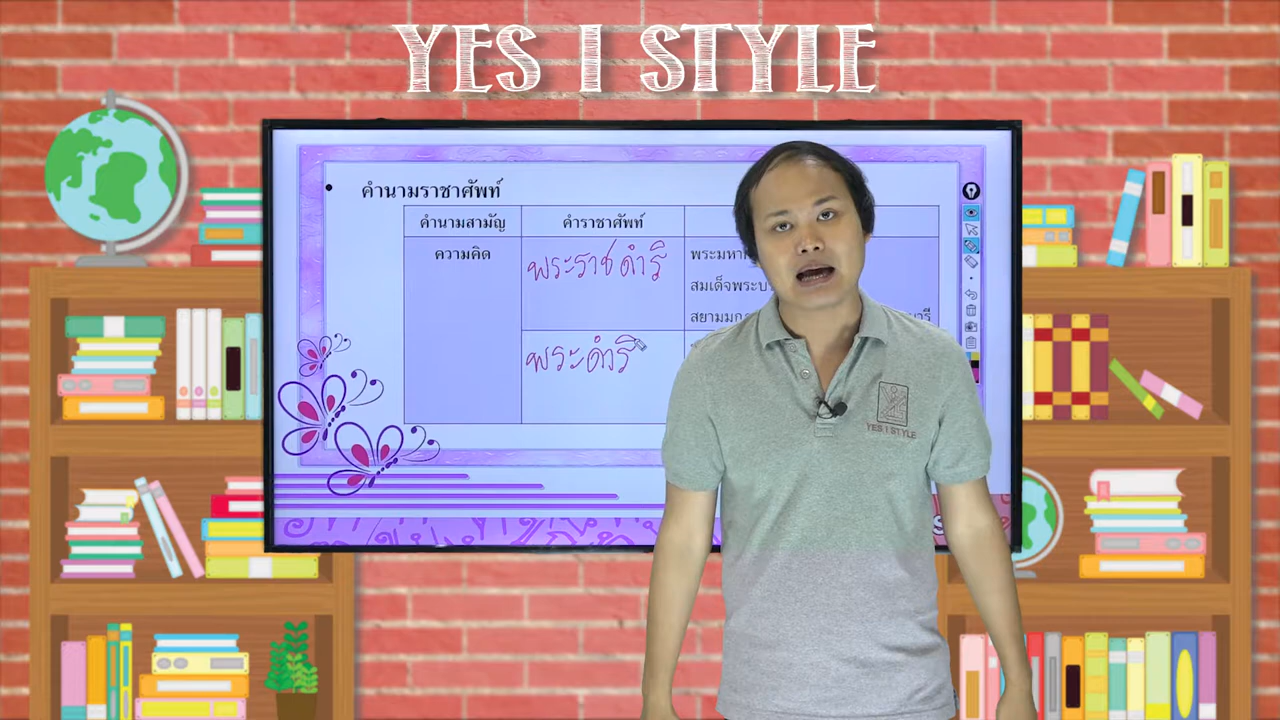 YES I STYLE
• คำนามราชาศัพท์
คำนามสามัญ คำราชาศัพท์
ความคิด พระราชดำริ พระมหา
สมเด็จพระบ
สยามมก
พระดำริ
YES I STYLE